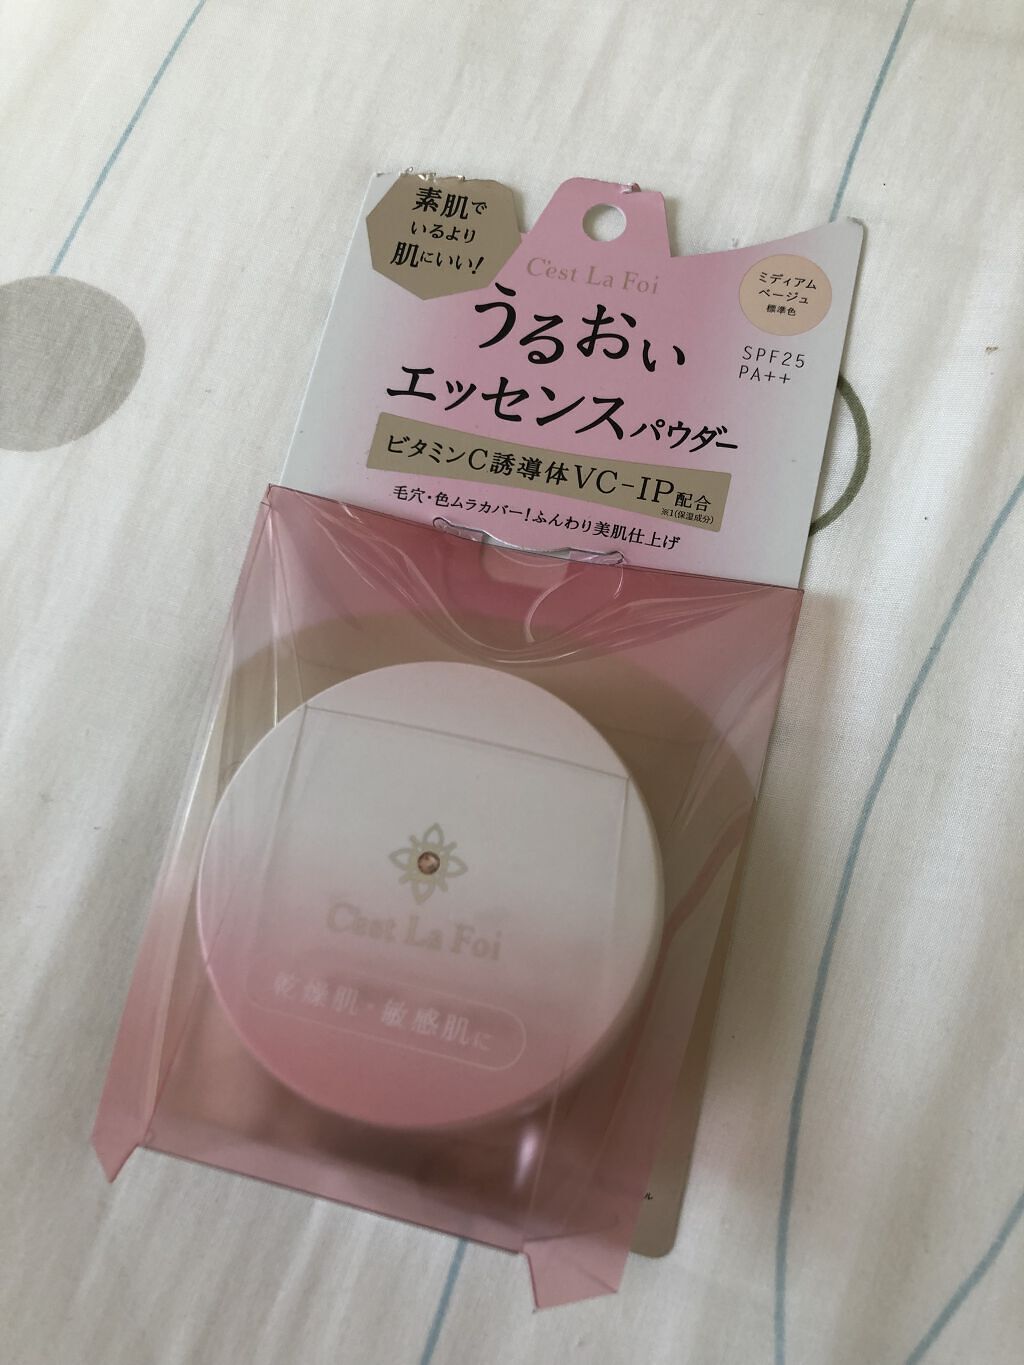 素肌で
いるより
肌にいい!
C'est La Foi
うるおい
エッセンスパウダー
ミディアム
ベージュ
標準色
SPF25
PA++
ビタミンC誘導体VC-IP配合
※1(保湿成分)
毛穴・色ムラカバー!ふんわり美肌仕上げ
C'est La Foi
乾燥肌・敏感肌に
ル